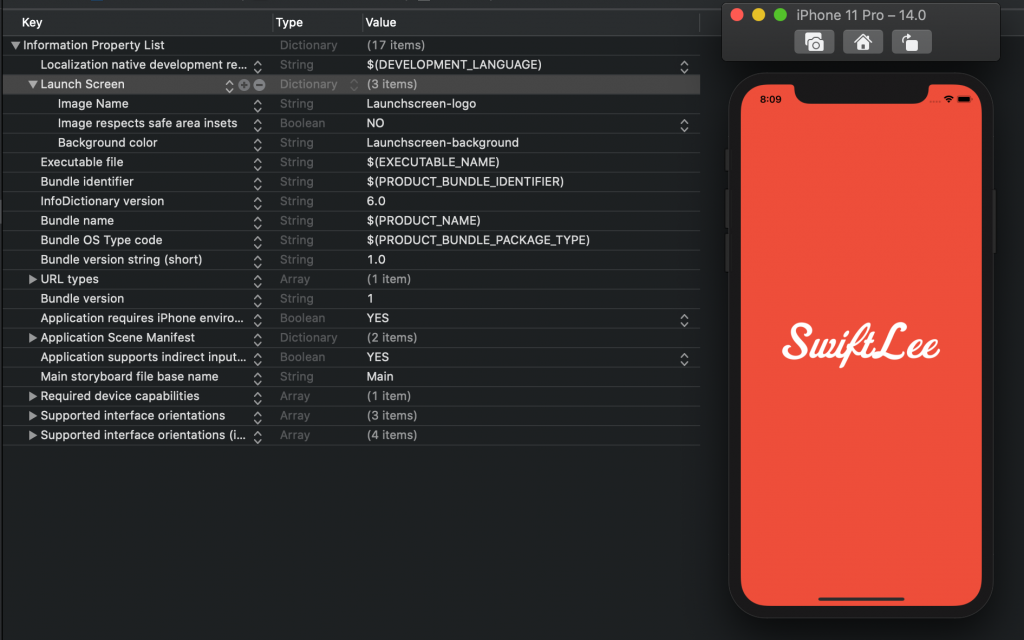 Key Type Value
Information Property List Dictionary (17 items)
Localization native development re... String $(DEVELOPMENT_LANGUAGE)
Launch Screen Dictionary (3 items)
Image Name String Launchscreen-logo
Image respects safe area insets Boolean NO
Background color String Launchscreen-background
Executable file String $(EXECUTABLE_NAME)
Bundle identifier String $(PRODUCT_BUNDLE_IDENTIFIER)
InfoDictionary version String 6.0
Bundle name String $(PRODUCT_NAME)
Bundle OS Type code String $(PRODUCT_BUNDLE_PACKAGE_TYPE)
Bundle version string (short) String 1.0
URL types Array (1 item)
Bundle version String 1
Application requires iPhone enviro... Boolean YES
Application Scene Manifest Dictionary (2 items)
Application supports indirect input... Boolean YES
Main storyboard file base name String Main
Required device capabilities Array (1 item)
Supported interface orientations Array (3 items)
Supported interface orientations (i... Array (4 items)
iPhone 11 Pro – 14.0
8:09
SwiftLee